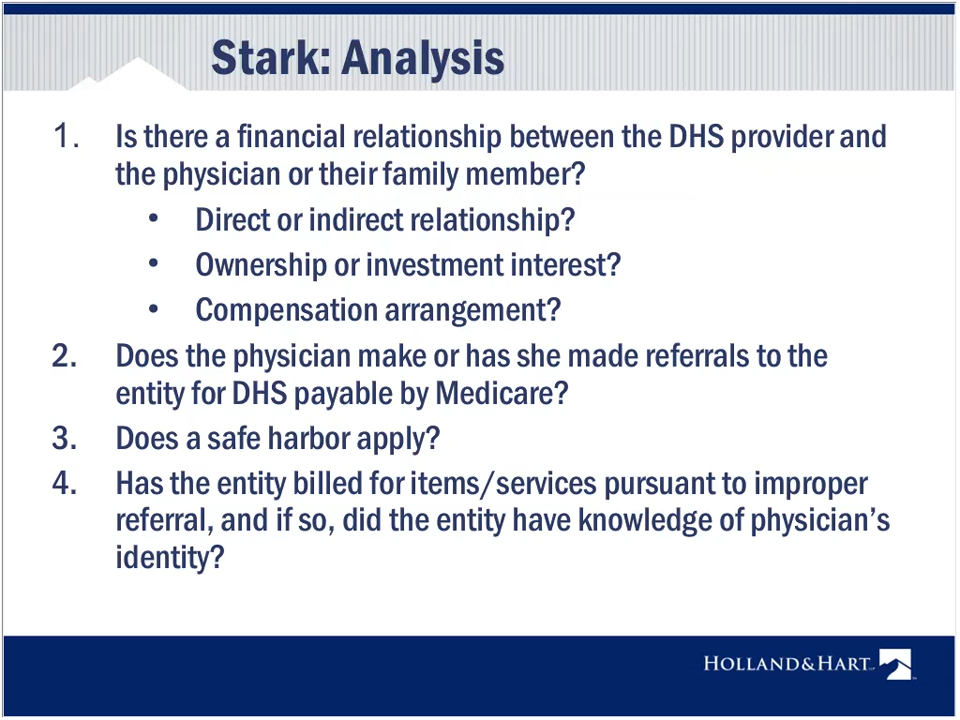 Stark: Analysis
1. Is there a financial relationship between the DHS provider and
the physician or their family member?
• Direct or indirect relationship?
• Ownership or investment interest?
• Compensation arrangement?
2. Does the physician make or has she made referrals to the
entity for DHS payable by Medicare?
3. Does a safe harbor apply?
4. Has the entity billed for items/services pursuant to improper
referral, and if so, did the entity have knowledge of physician's
identity?
HOLLAND&HART